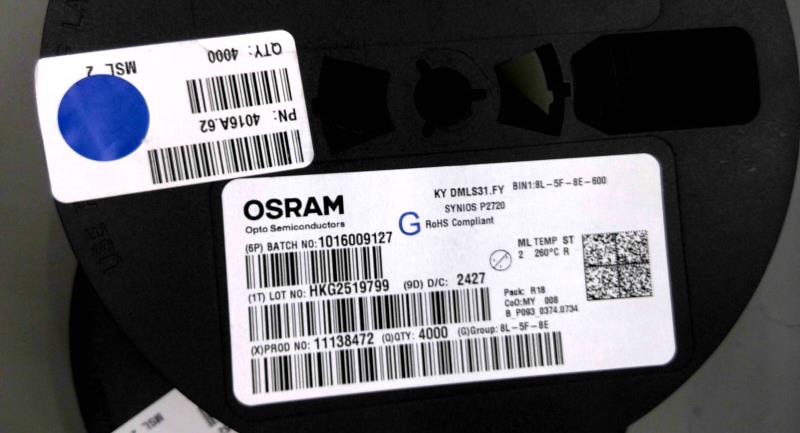 QTY: 4000
MSL 2
PN: 4016A.62
OSRAM
Opto Semiconductors
KY DMLS31.FY BIN1:8L-5F-8E-600
SYNIOS P2720
G RoHS Compliant
(6P) BATCH NO:1016009127
ML TEMP ST
2 260°C R
(1T) LOT NO: HKG2519799 (9D) D/C: 2427
Pack: R18
CoO:MY 008
B_P093_0374.0734
(X)PROD NO: 11138472 (Q)QTY: 4000 (G)Group: 8L-5F-8E
MSL